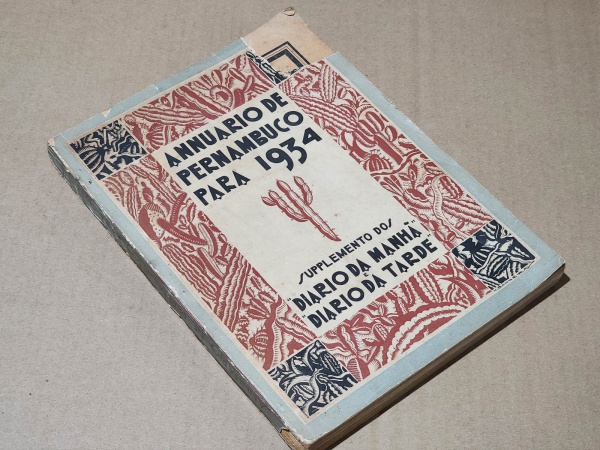 ANNUARIO DE
PERNAMBUCO
PARA 1934
SUPPLEMENTO DOS
"DIARIO DA MANHÃ"
E
"DIARIO DA TARDE"